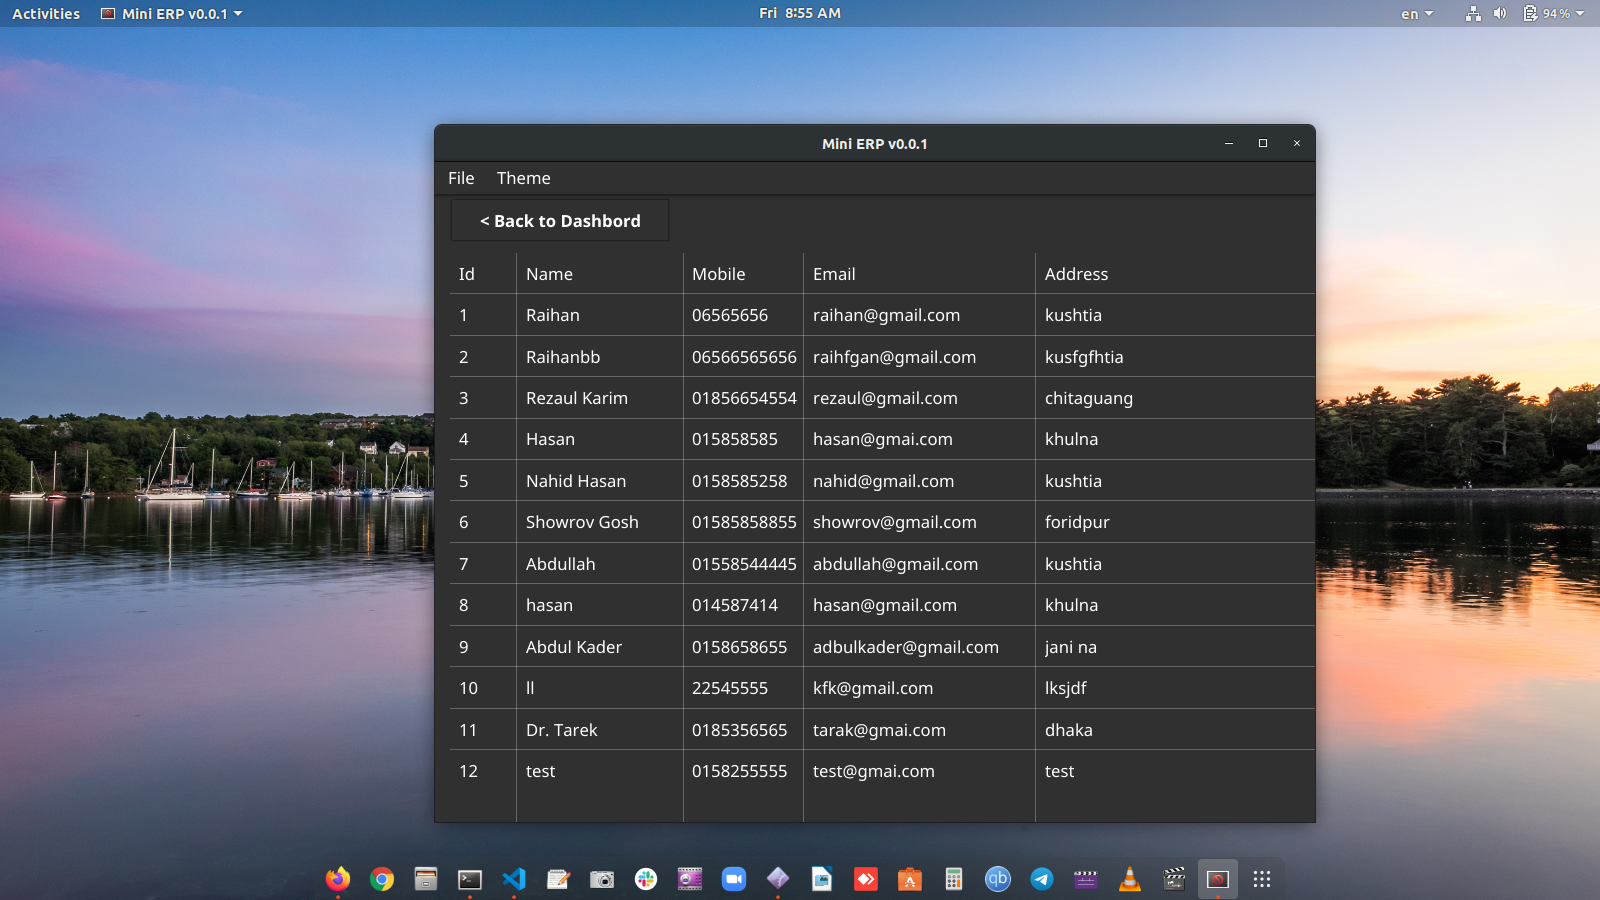 Activities Mini ERP v0.0.1 Fri 8:55 AM en 94%
Mini ERP v0.0.1
File Theme
< Back to Dashbord
Id Name Mobile Email Address
1 Raihan 06565656 raihan@gmail.com kushtia
2 Raihanbb 06566565656 raihfgan@gmail.com kusfgfhtia
3 Rezaul Karim 01856654554 rezaul@gmail.com chitaguang
4 Hasan 015858585 hasan@gmai.com khulna
5 Nahid Hasan 0158585258 nahid@gmail.com kushtia
6 Showrov Gosh 01585858855 showrov@gmail.com foridpur
7 Abdullah 01558544445 abdullah@gmail.com kushtia
8 hasan 014587414 hasan@gmail.com khulna
9 Abdul Kader 0158658655 adbulkader@gmail.com jani na
10 ll 22545555 kfk@gmail.com lksjdf
11 Dr. Tarek 0185356565 tarak@gmai.com dhaka
12 test 0158255555 test@gmai.com test
qb